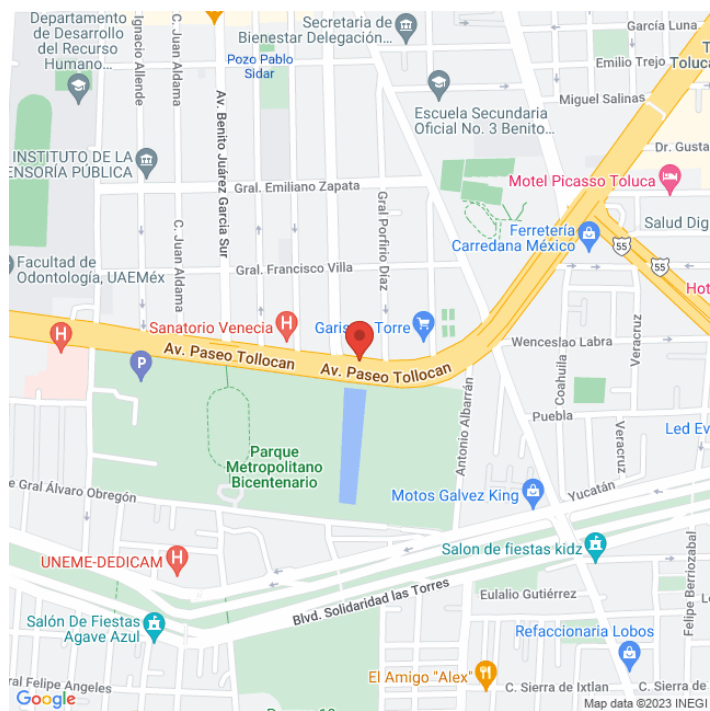 Departamento
de Desarrollo
del Recurso
Humano...
Ignacio Allende
C. Juan Aldama
Secretaria de
Bienestar Delegación...
García Luna
Emilio Trejo
T
Toluca
Pozo Pablo
Sidar
Av. Benito Juárez García Sur
Escuela Secundaria
Oficial No. 3 Benito...
Miguel Salinas
Dr. Gusta
INSTITUTO DE LA
ENSORÍA PÚBLICA
Gral. Emiliano Zapata
Motel Picasso Toluca
C. Juan Aldama
Gral Porfirio Díaz
Ferretería
Carredana México
Salud Dig
55
55
Facultad de
Odontología, UAEMéx
Gral. Francisco Villa
Hot
Sanatorio Venecia
H
Garis
Torre
H
P
Av. Paseo Tollocan
Av. Paseo Tollocan
Wenceslao Labra
Veracruz
Coahuila
Antonio Albarrán
Puebla
Veracruz
Led Ev
Parque
Metropolitano
Bicentenario
e Gral Álvaro Obregón
Motos Galvez King
Yucatán
UNEME-DEDICAM
H
Salon de fiestas kidz
Felipe Berriozabal
Salón De Fiestas
Agave Azul
Blvd. Solidaridad las Torres
Eulalio Gutiérrez
Lo
Refaccionaria Lobos
El Amigo "Alex"
ral Felipe Angeles
C. Sierra de Ixtlan
Google
Map data ©2023 INEGI